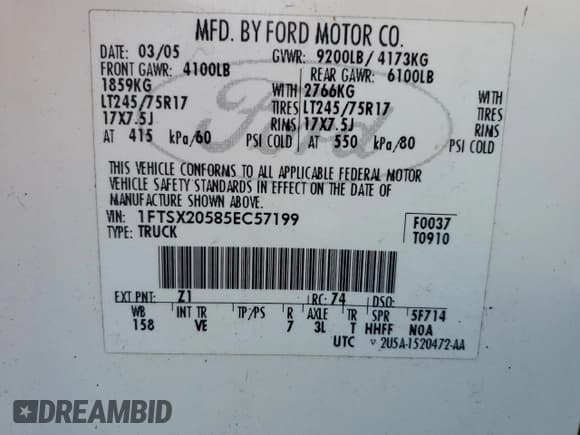 MFD. BY FORD MOTOR CO.
DATE: 03/05 GVWR: 9200LB/ 4173KG
FRONT GAWR: 4100LB REAR GAWR: 6100LB
1859KG WITH 2766KG WITH
LT245/75R17 TIRES LT245/75R17 TIRES
17X7.5J RIMS 17X7.5J RIMS
AT 415 kPa/60 PSI COLD AT 550 kPa/80 PSI COLD
Ford
THIS VEHICLE CONFORMS TO ALL APPLICABLE FEDERAL MOTOR
VEHICLE SAFETY STANDARDS IN EFFECT ON THE DATE OF
MANUFACTURE SHOWN ABOVE.
VIN: 1FTSX20585EC57199 F0037
TYPE: TRUCK T0910
EXT PNT: Z1 RC: 74 DSO:
WB INT TR TP/PS R AXLE TR SPR 5F714
158 VE 7 3L T HHFF NOA
UTC ▽ 2U5A-1520472-AA
DREAMBID